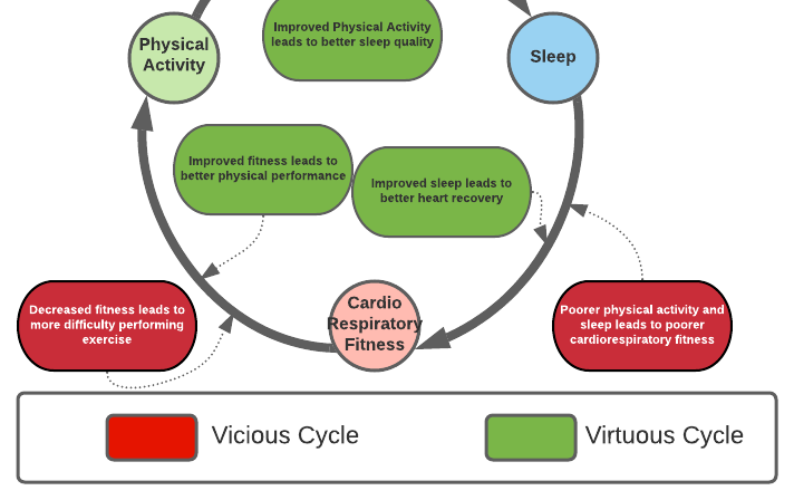 Improved Physical Activity
leads to better sleep quality
Physical
Activity
Sleep
Improved fitness leads to
better physical performance
Improved sleep leads to
better heart recovery
Decreased fitness leads to
more difficulty performing
exercise
Cardio
Respiratory
Fitness
Poorer physical activity and
sleep leads to poorer
cardiorespiratory fitness
Vicious Cycle
Virtuous Cycle